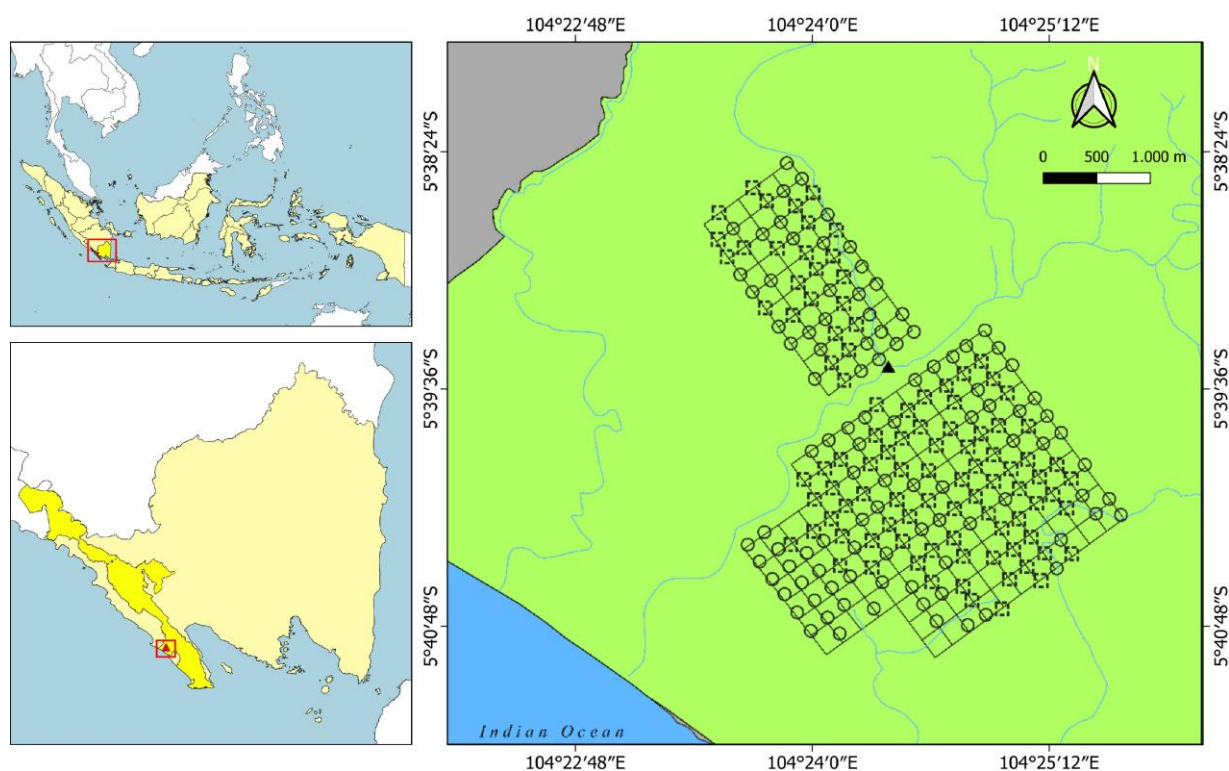 104°22′48″E 104°24′0″E 104°25′12″E
N
5°38′24″S 5°38′24″S
0 500 1.000 m
5°39′36″S 5°39′36″S
5°40′48″S 5°40′48″S
Indian Ocean
104°22′48″E 104°24′0″E 104°25′12″E